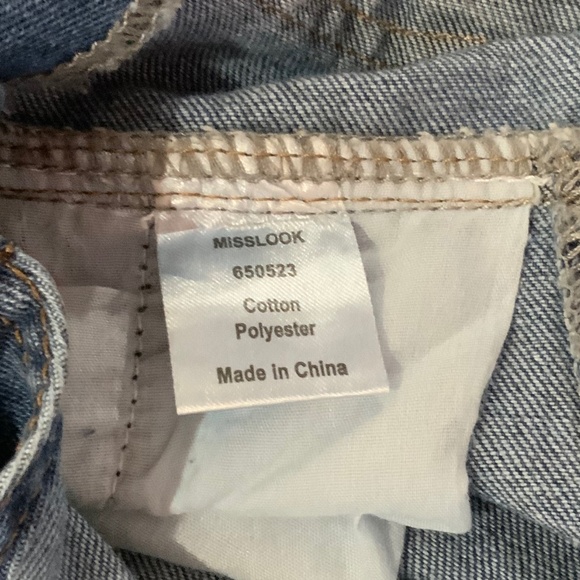 MISSLOOK
650523
Cotton
Polyester
Made in China